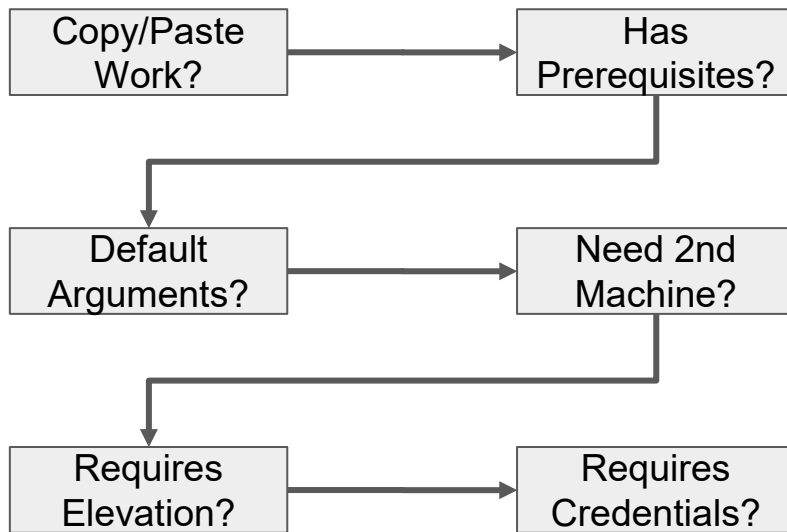 Copy/Paste
Work?
Has
Prerequisites?
Default
Arguments?
Need 2nd
Machine?
Requires
Elevation?
Requires
Credentials?